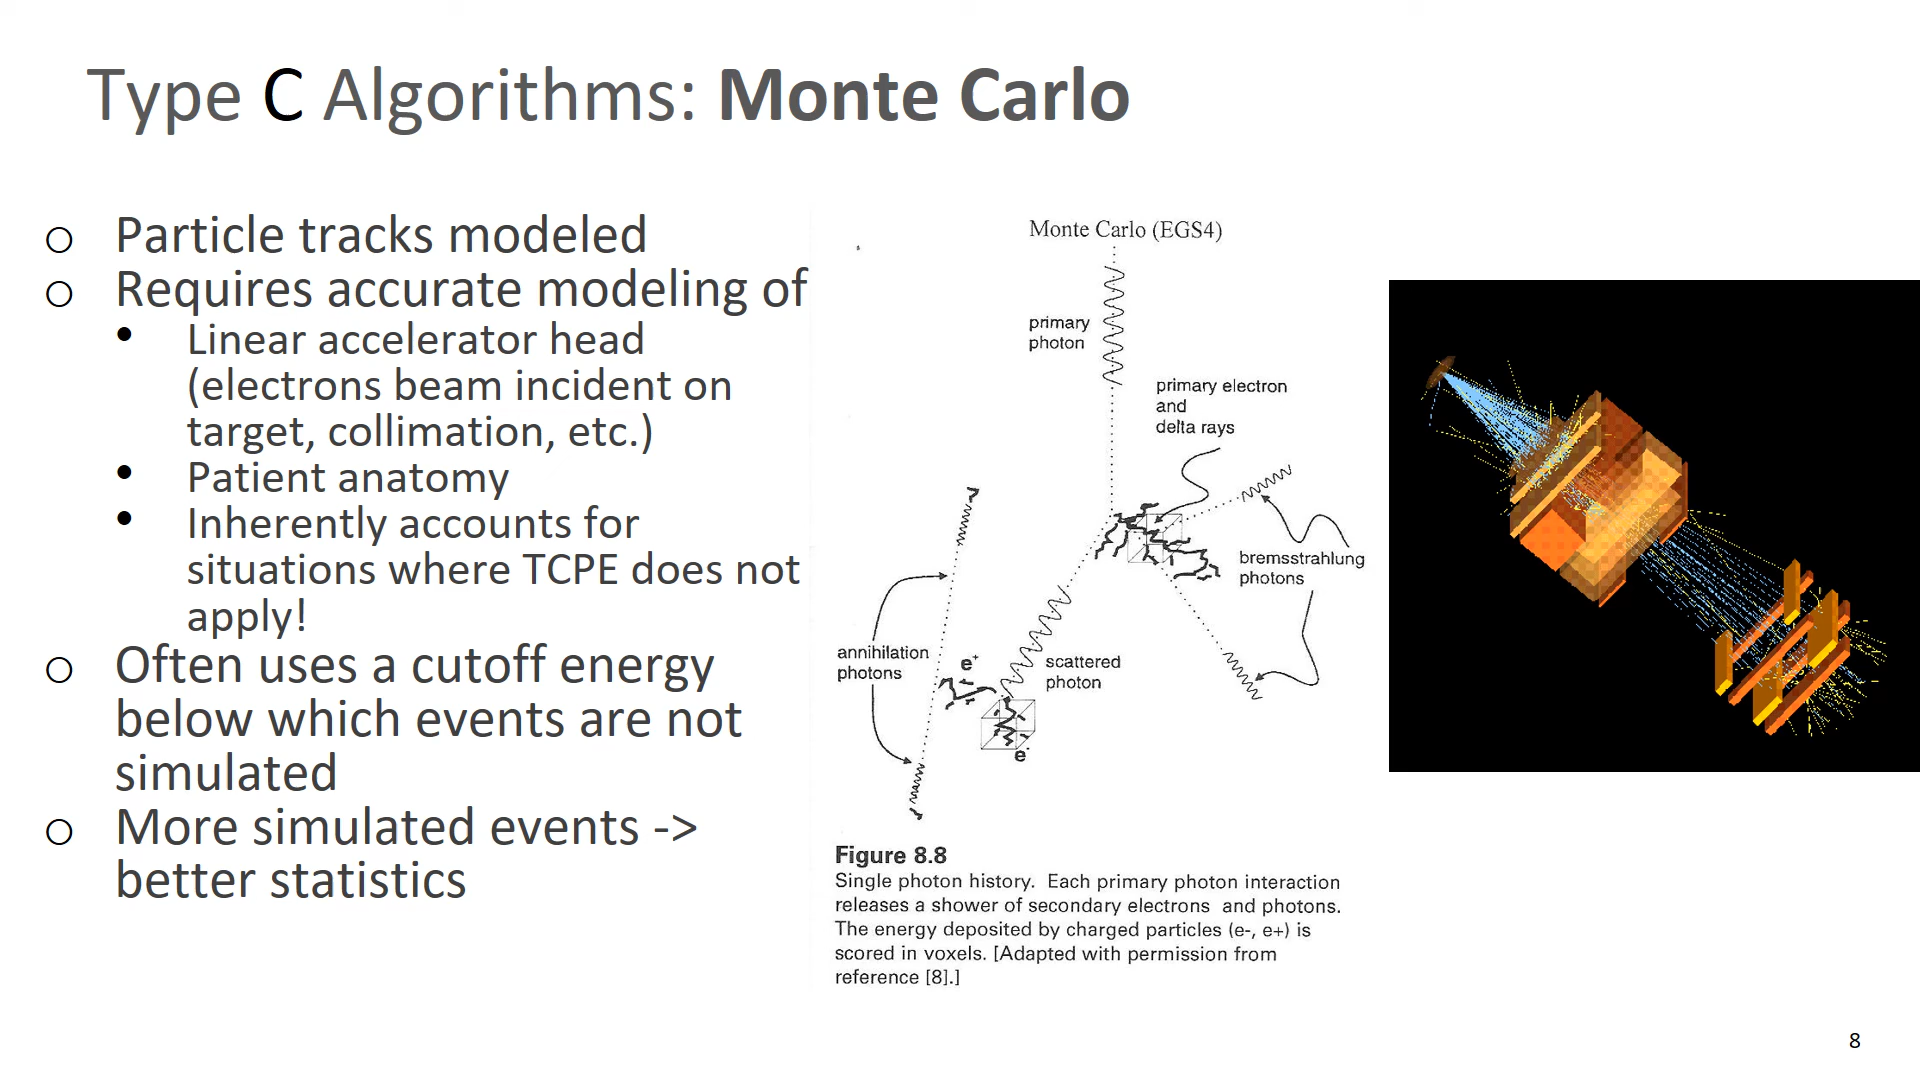 Type C Algorithms: Monte Carlo
o Particle tracks modeled
o Requires accurate modeling of
• Linear accelerator head
(electrons beam incident on
target, collimation, etc.)
• Patient anatomy
• Inherently accounts for
situations where TCPE does not
apply!
o Often uses a cutoff energy
below which events are not
simulated
o More simulated events ->
better statistics
Monte Carlo (EGS4)
primary
photon
primary electron
and
delta rays
bremsstrahlung
photons
annihilation
photons
e+
scattered
photon
e-
Figure 8.8
Single photon history. Each primary photon interaction
releases a shower of secondary electrons and photons.
The energy deposited by charged particles (e-, e+) is
scored in voxels. [Adapted with permission from
reference [8].]
8